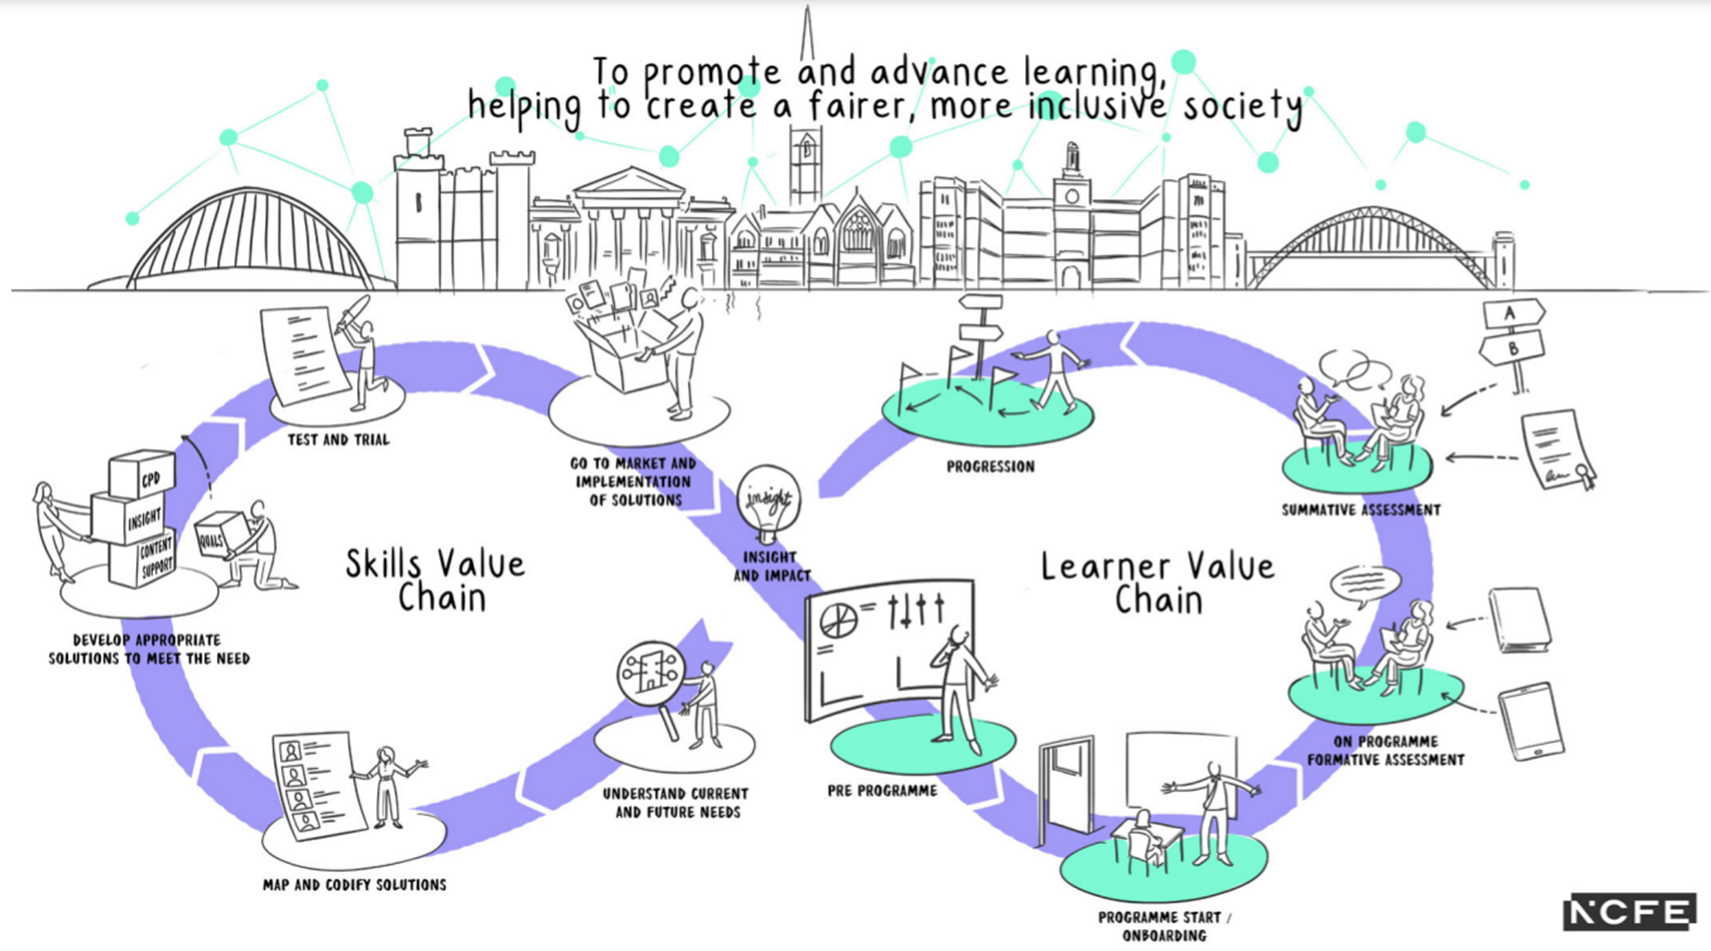 To promote and advance learning,
helping to create a fairer, more inclusive society
TEST AND TRIAL
GO TO MARKET AND
IMPLEMENTATION
OF SOLUTIONS
PROGRESSION
A
B
SUMMATIVE ASSESSMENT
CPD
INSIGHT
CONTENT
SUPPORT
QUALS
insight
INSIGHT
AND IMPACT
Skills Value
Chain
Learner Value
Chain
DEVELOP APPROPRIATE
SOLUTIONS TO MEET THE NEED
UNDERSTAND CURRENT
AND FUTURE NEEDS
PRE PROGRAMME
ON PROGRAMME
FORMATIVE ASSESSMENT
MAP AND CODIFY SOLUTIONS
PROGRAMME START /
ONBOARDING
NCFE